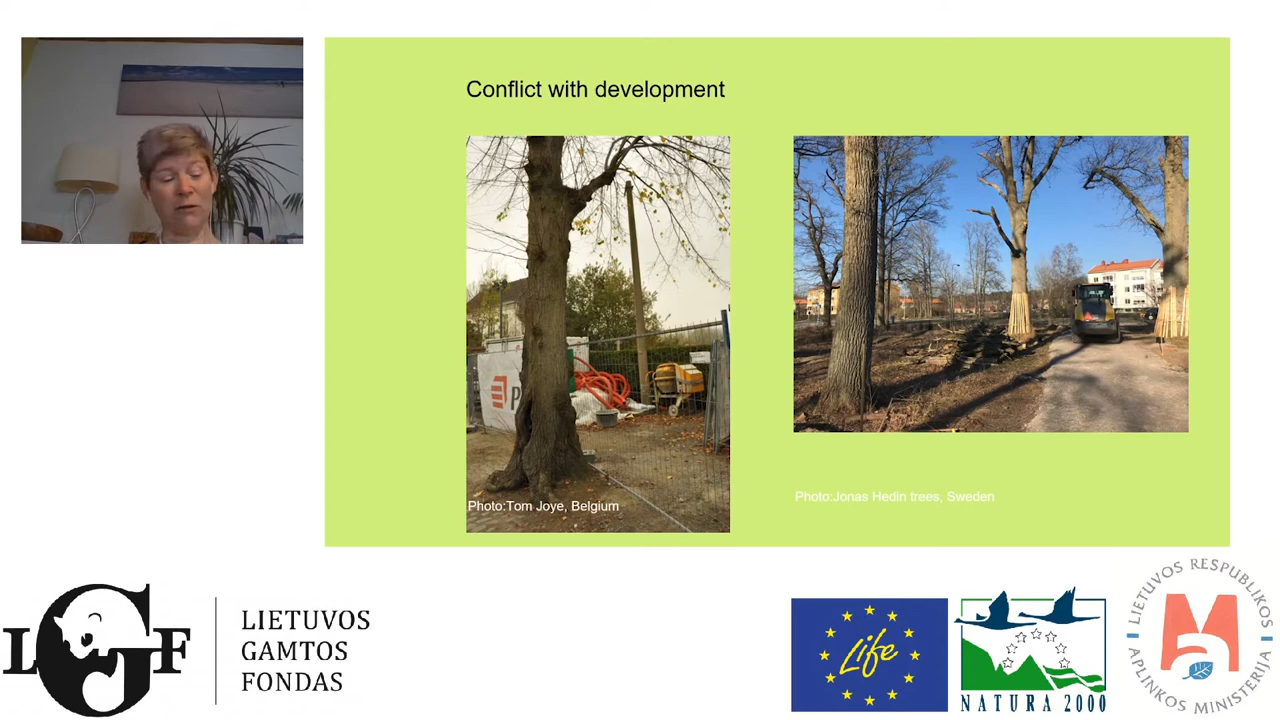 Conflict with development
Photo:Tom Joye, Belgium
Photo:Jonas Hedin trees, Sweden
LGF
LIETUVOS
GAMTOS
FONDAS
Life
NATURA 2000
LIETUVOS RESPUBLIKOS
APLINKOS MINISTERIJA